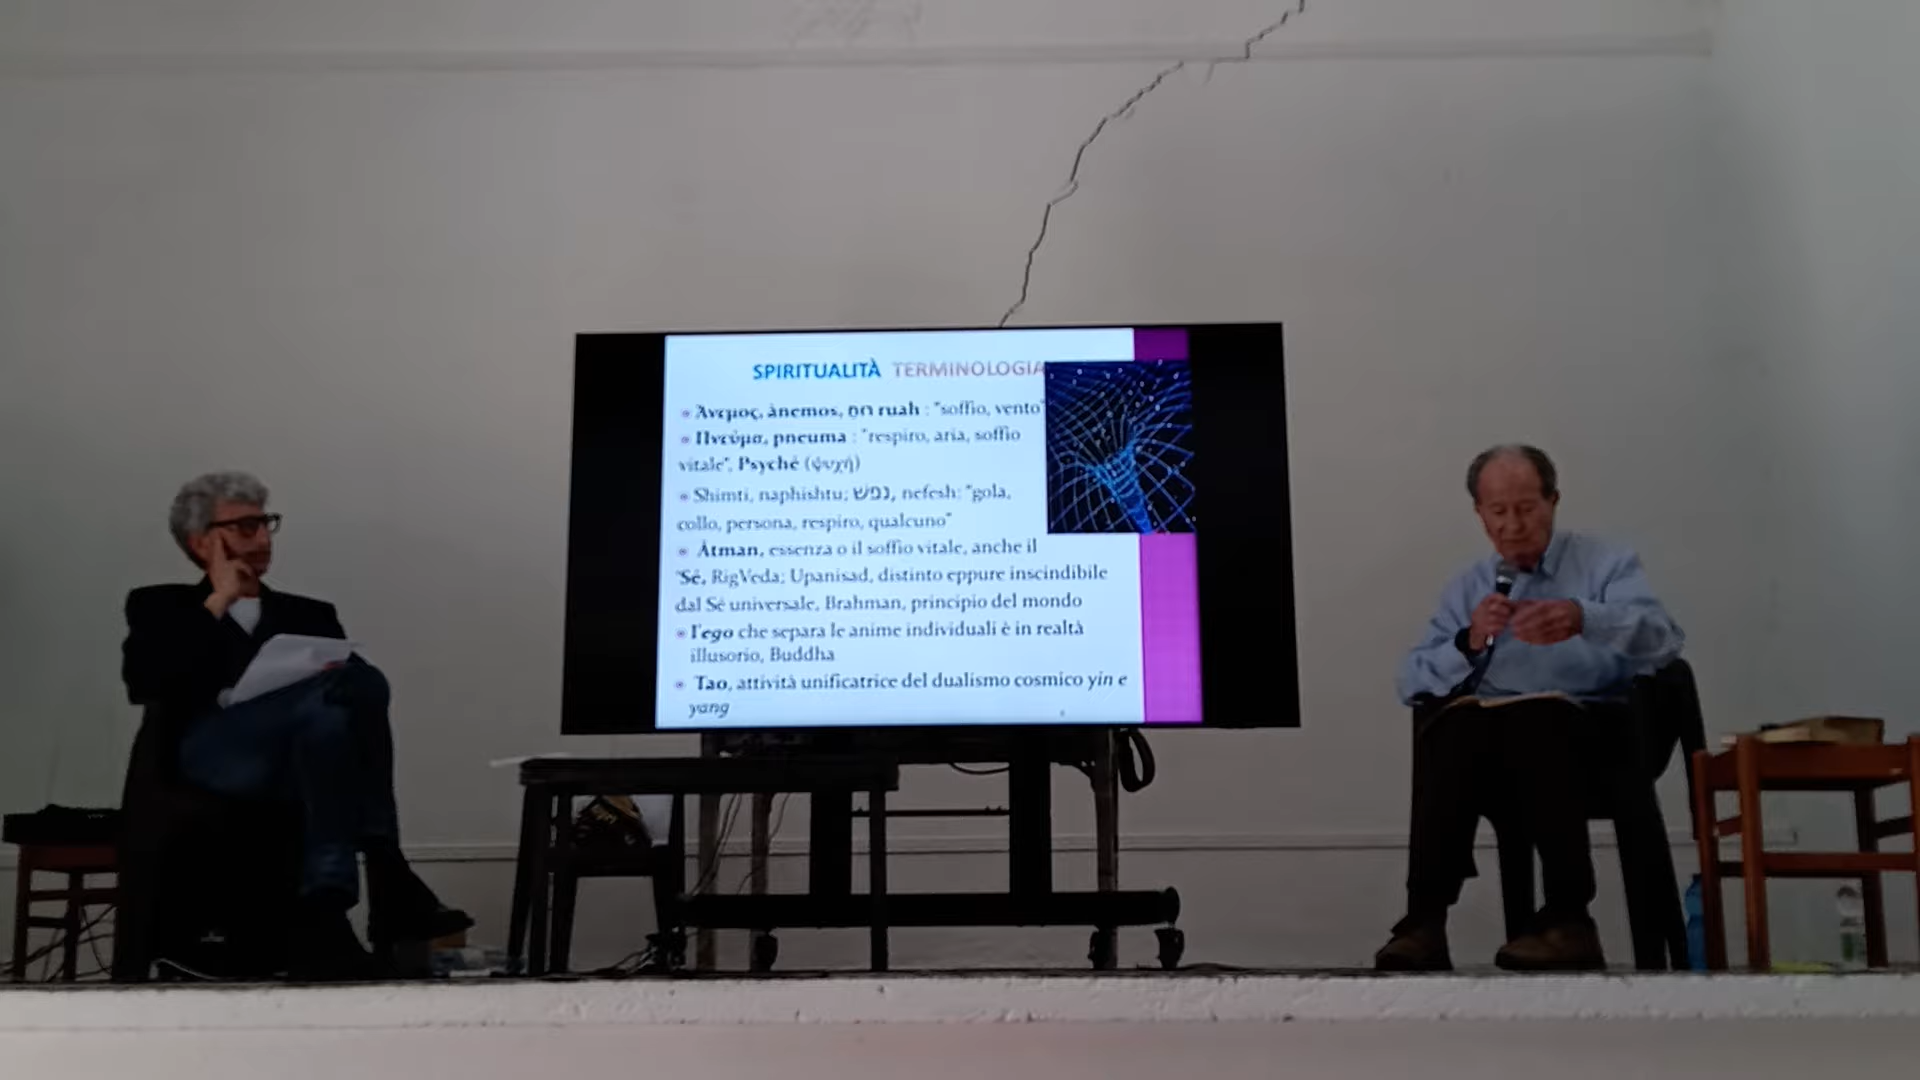 SPIRITUALITÀ TERMINOLOGIA
Ἄνεμος, ànemos, רוח ruah : "soffio, vento"
Πνεύμα, pneuma : "respiro, aria, soffio
vitale", Psychè (ψυχή)
Shimti, naphishtu; נפש, nefesh: "gola,
collo, persona, respiro, qualcuno"
Àtman, essenza o il soffio vitale, anche il
"Sé, RigVeda; Upanisad, distinto eppure inscindibile
dal Sé universale, Brahman, principio del mondo
l'ego che separa le anime individuali è in realtà
illusorio, Buddha
Tao, attività unificatrice del dualismo cosmico yin e
yang